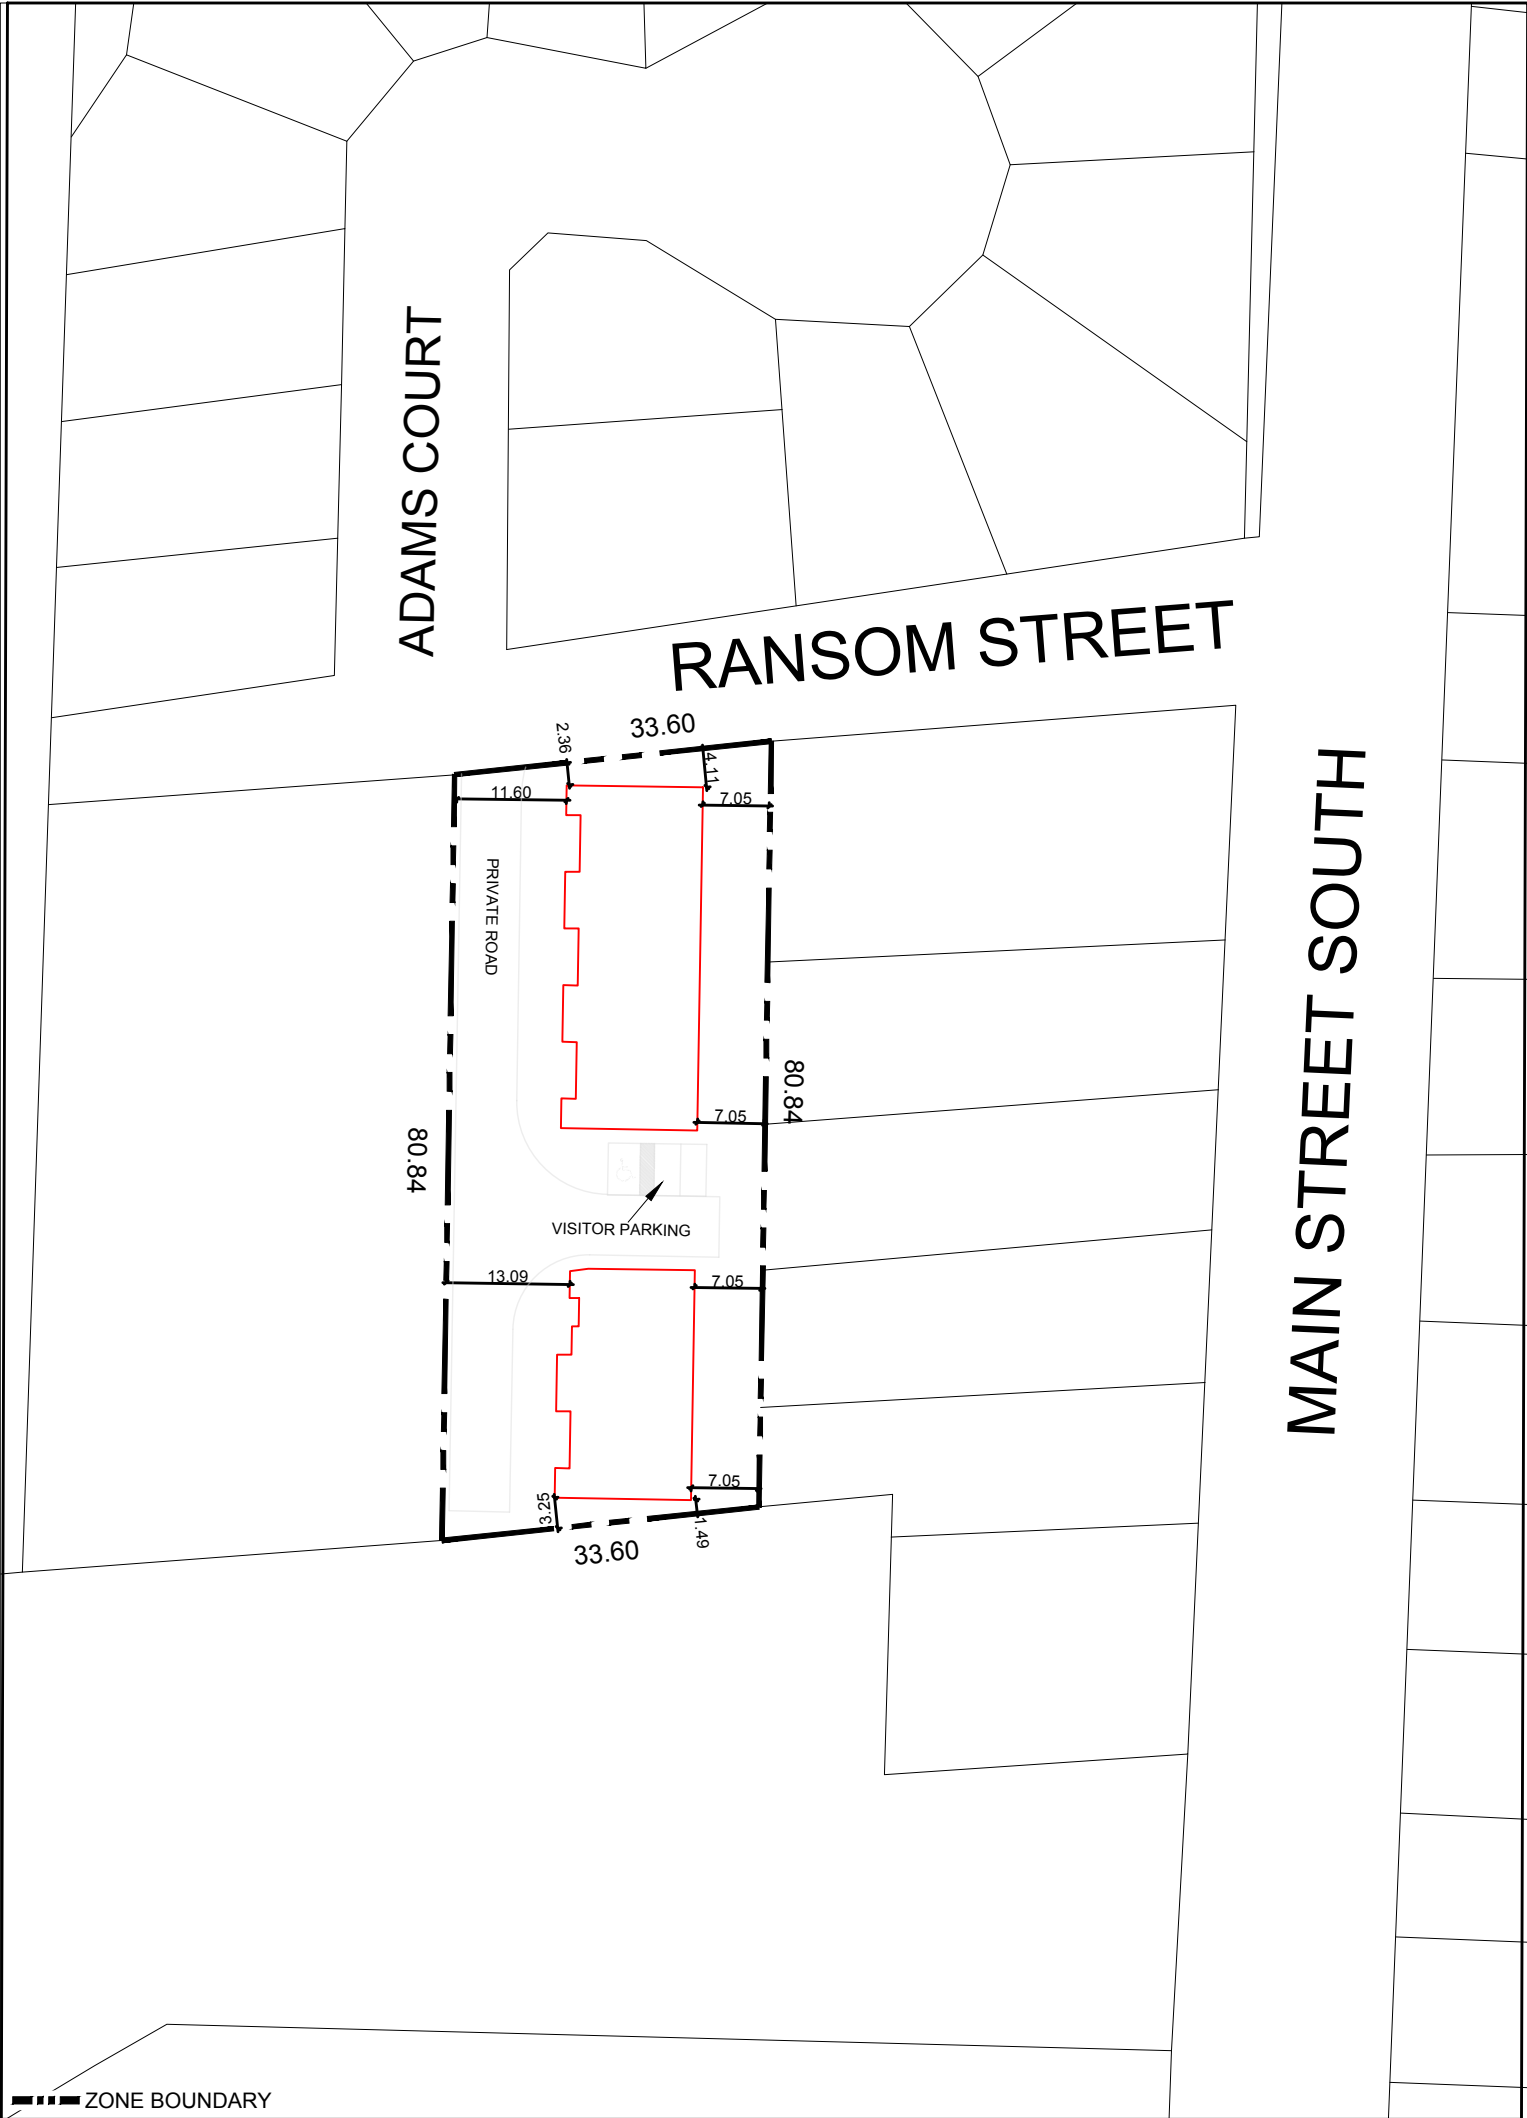 ADAMS COURT
RANSOM STREET
33.60
2.36
4.11
11.60
7.05
PRIVATE ROAD
MAIN STREET SOUTH
80.84
7.05
80.84
VISITOR PARKING
13.09
7.05
7.05
3.25
1.49
33.60
ZONE BOUNDARY